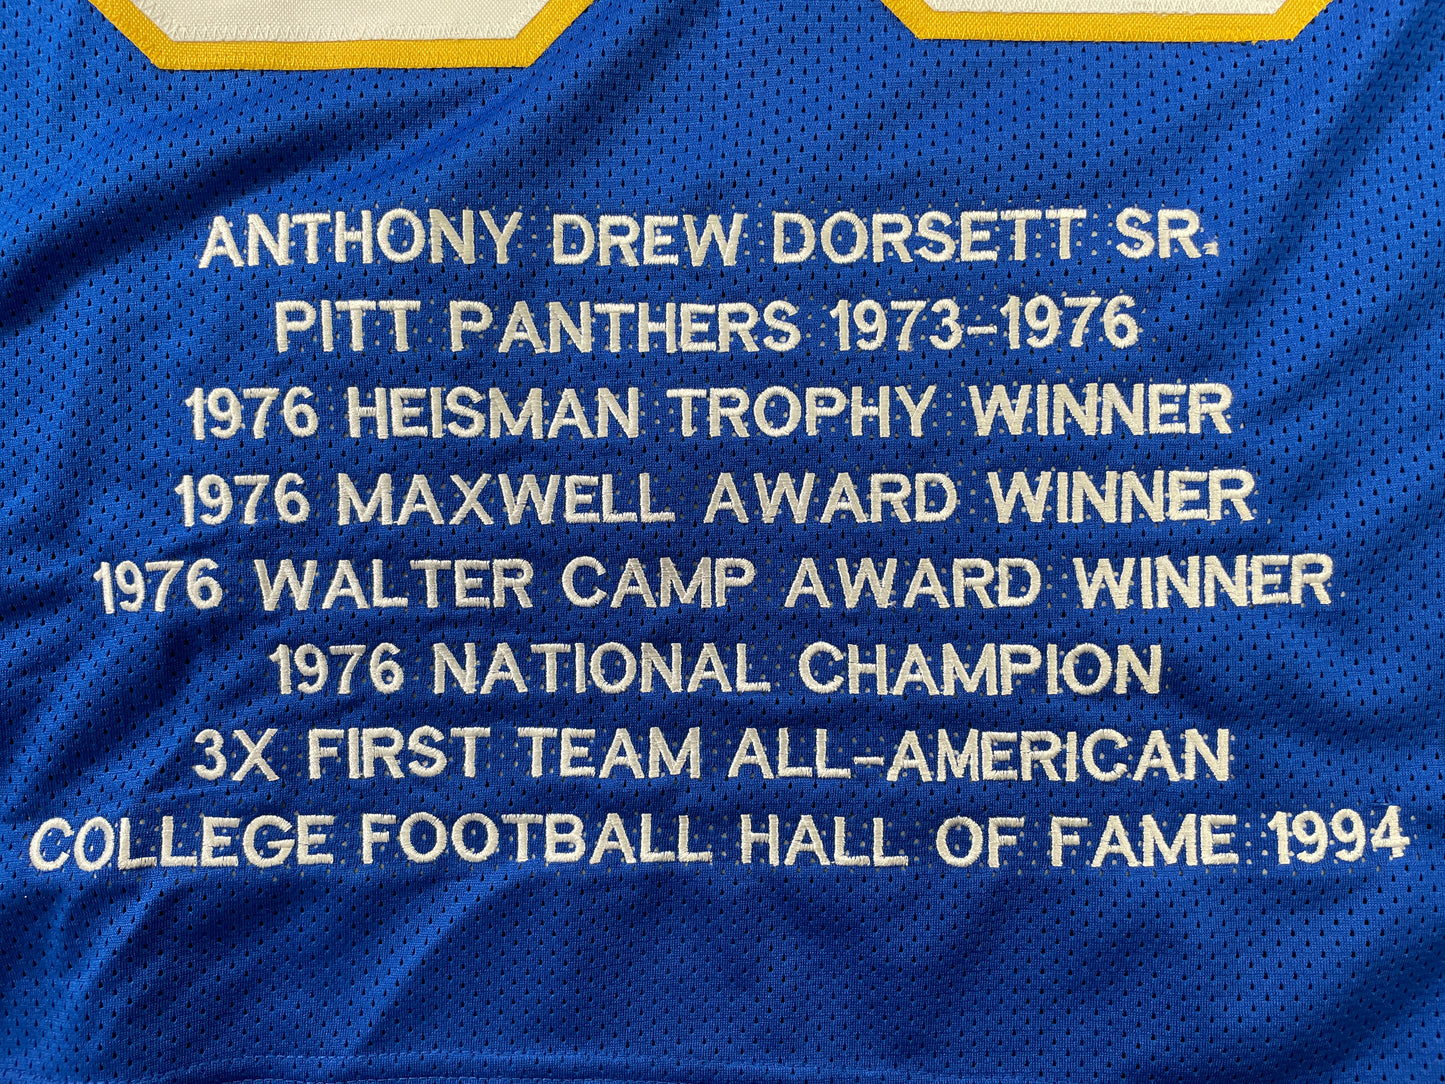 ANTHONY DREW DORSETT SR.
PITT PANTHERS 1973-1976
1976 HEISMAN TROPHY WINNER
1976 MAXWELL AWARD WINNER
1976 WALTER CAMP AWARD WINNER
1976 NATIONAL CHAMPION
3X FIRST TEAM ALL-AMERICAN
COLLEGE FOOTBALL HALL OF FAME 1994